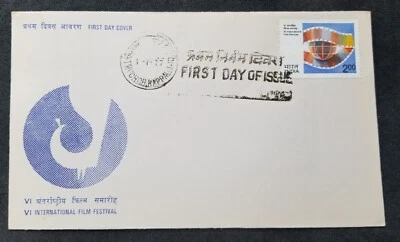 प्रथम दिवस आवरण FIRST DAY COVER
प्रथम निर्गम दिवस
FIRST DAY OF ISSUE
भारत
INDIA
2.00
VI अंतर्राष्ट्रीय फिल्म समारोह
VI INTERNATIONAL FILM FESTIVAL